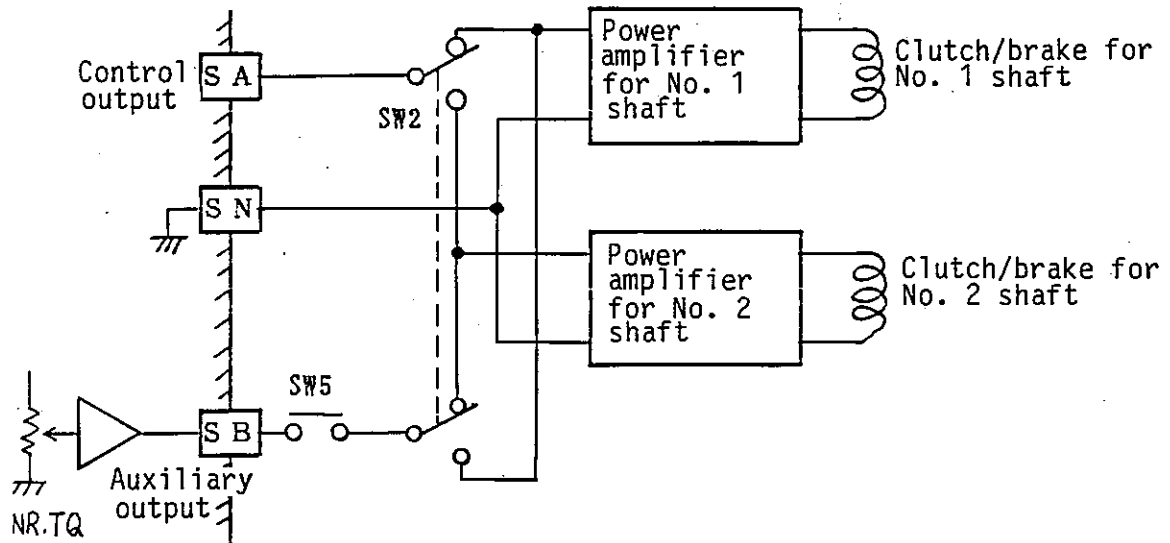 Control
output
S A
SW2
Power
amplifier
for No. 1
shaft
Clutch/brake for
No. 1 shaft
S N
Power
amplifier
for No. 2
shaft
Clutch/brake for
No. 2 shaft
SW5
S B
Auxiliary
output
NR.TQ